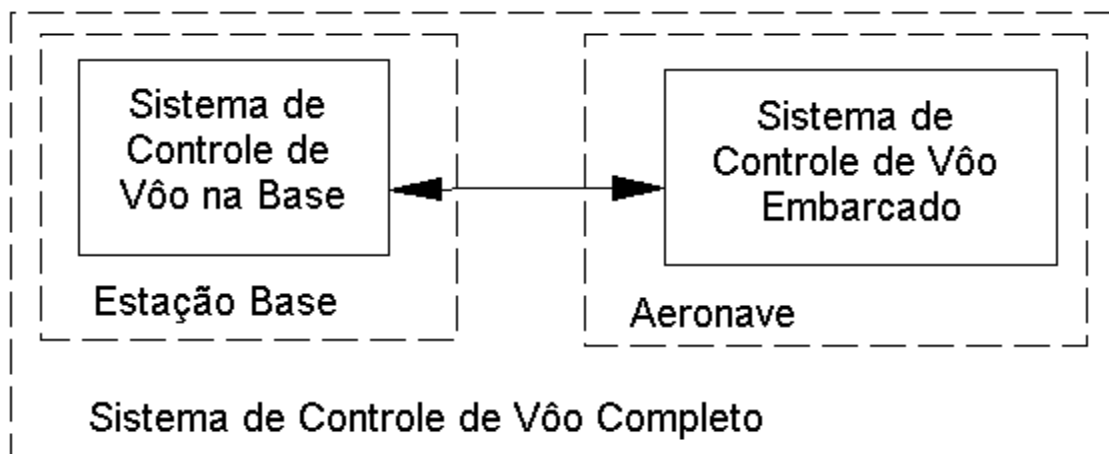 Sistema de
Controle de
Vôo na Base
Estação Base
Sistema de
Controle de Vôo
Embarcado
Aeronave
Sistema de Controle de Vôo Completo